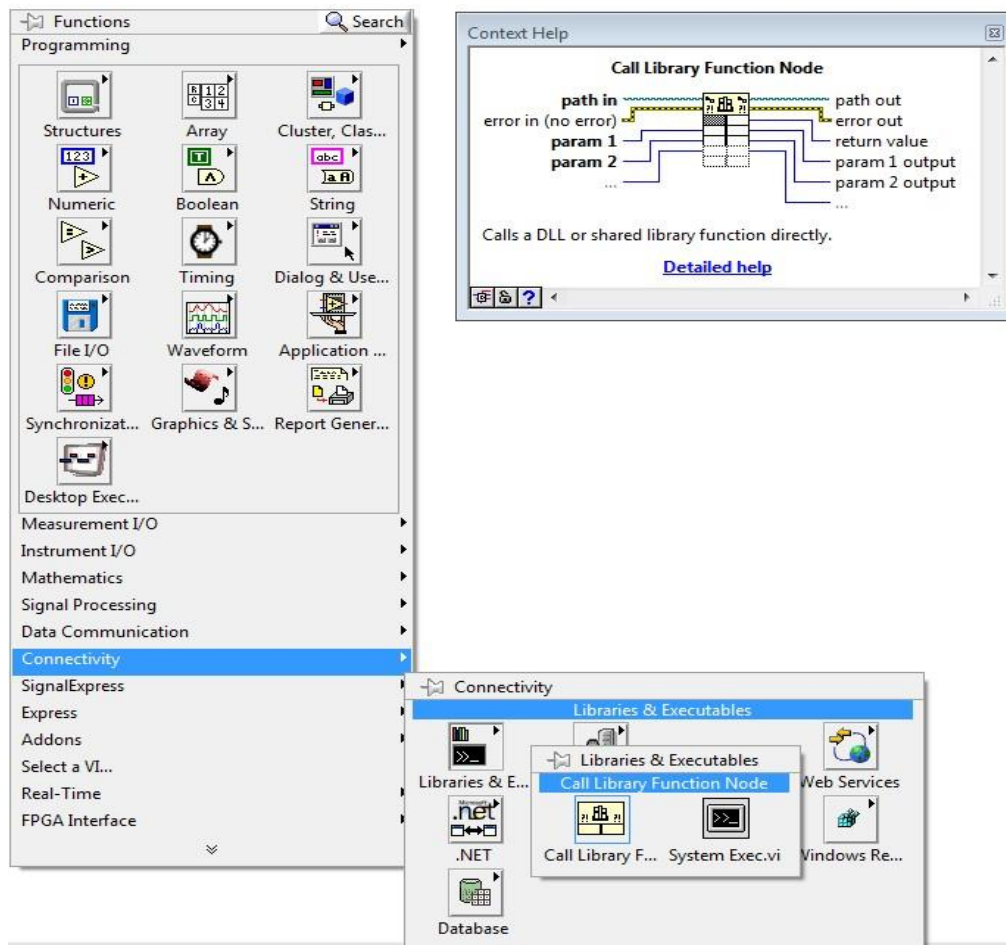 Functions
Search
Programming
Structures
Array
Cluster, Clas...
Numeric
Boolean
String
Comparison
Timing
Dialog & Use...
File I/O
Waveform
Application ...
Synchronizat...
Graphics & S...
Report Gener...
Desktop Exec...
Measurement I/O
Instrument I/O
Mathematics
Signal Processing
Data Communication
Connectivity
SignalExpress
Express
Addons
Select a VI...
Real-Time
FPGA Interface
Context Help
Call Library Function Node
path in
path out
error in (no error)
error out
param 1
return value
param 2
param 1 output
...
param 2 output
...
Calls a DLL or shared library function directly.
Detailed help
Connectivity
Libraries & Executables
Libraries & E...
Web Services
.NET
Windows Re...
Database
Libraries & Executables
Call Library Function Node
Call Library F...
System Exec.vi